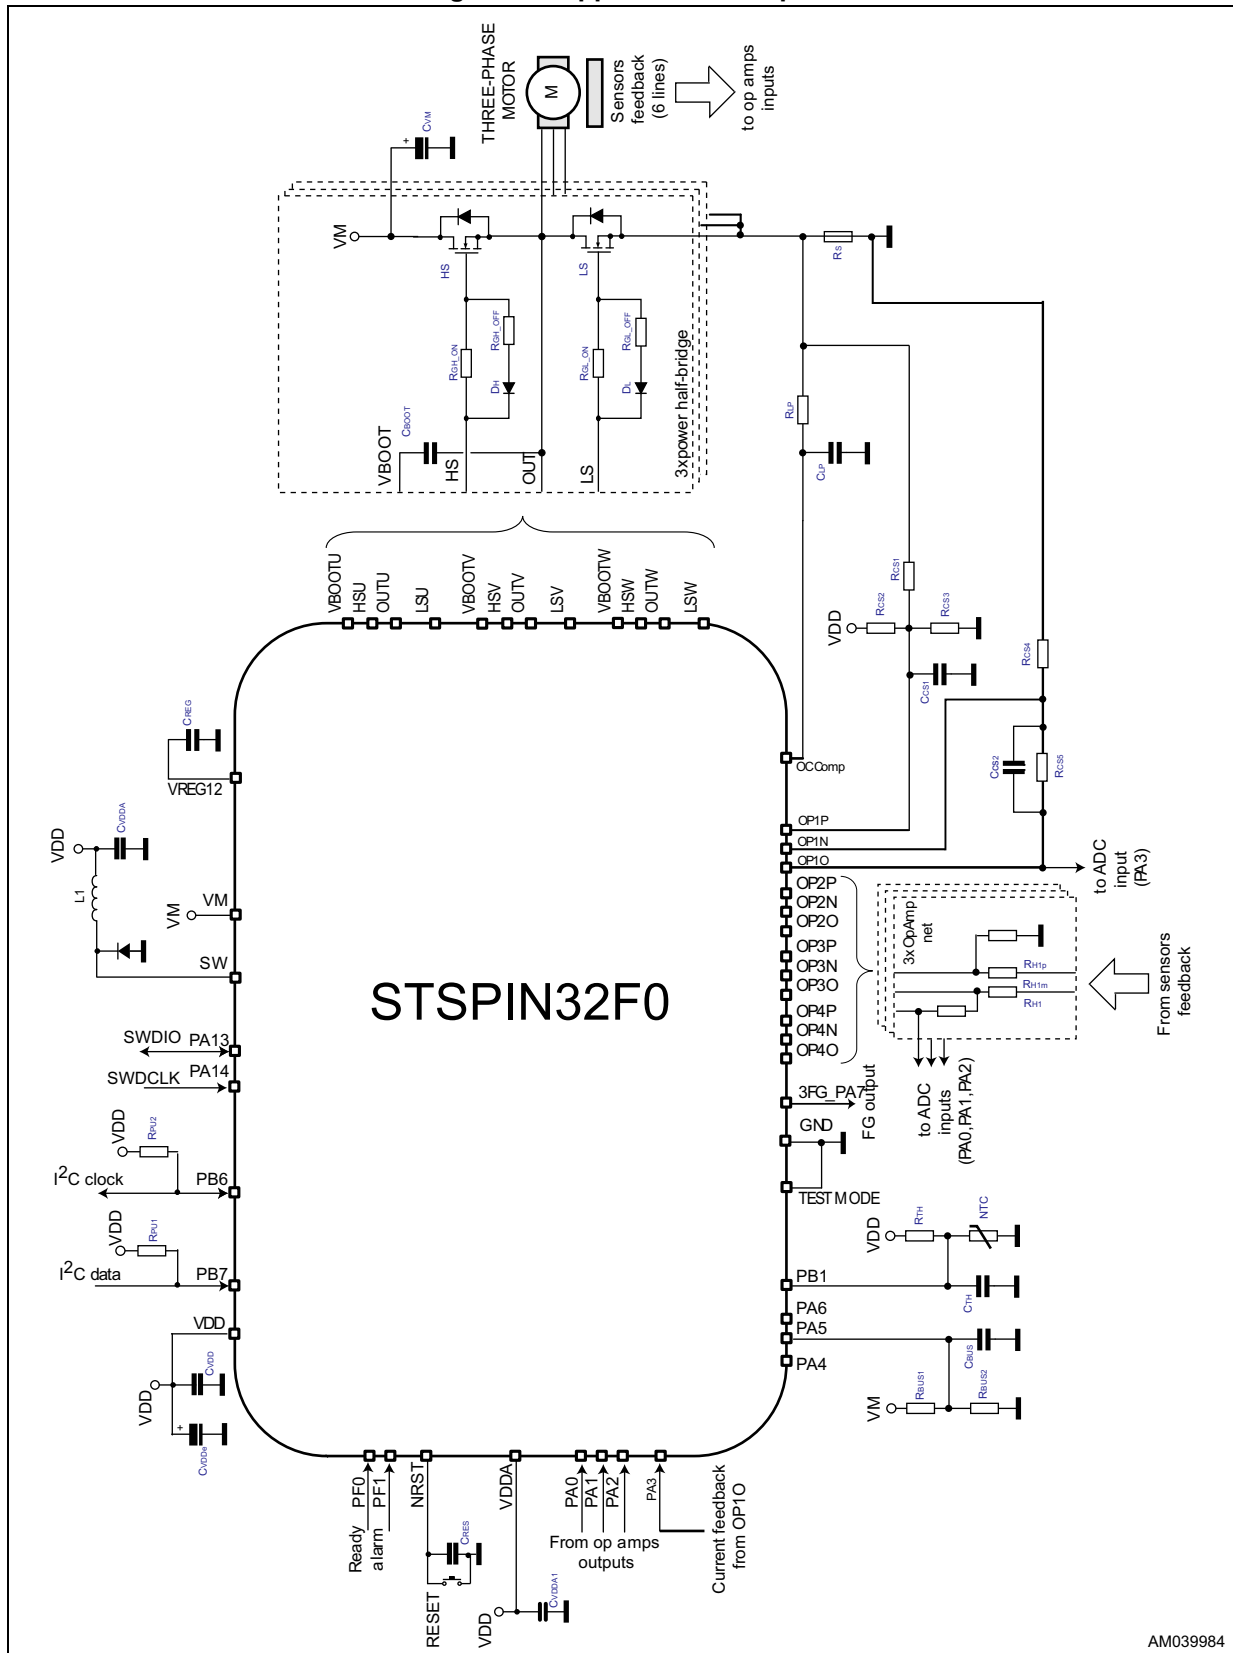 THREE-PHASE
MOTOR
M
Sensors
feedback
(6 lines)
to op amps
inputs
CVM
+
VM
HS
LS
RS
RGH_ON
RGH_OFF
DH
RGL_ON
RGL_OFF
DL
3xpower half-bridge
CBOOT
VBOOT
HS
OUT
LS
RLP
CLP
VBOOTU
HSU
OUTU
LSU
VBOOTV
HSV
OUTV
LSV
VBOOTW
HSW
OUTW
LSW
RCS1
RCS2
RCS3
VDD
CCS1
RCS4
CCS2
RCS5
CREG
VREG12
OCComp
OP1P
OP1N
OP1O
to ADC
input
(PA3)
VDD
CVDDA
L1
VM
VM
SW
STSPIN32F0
OP2P
OP2N
OP2O
OP3P
OP3N
OP3O
OP4P
OP4N
OP4O
3xOpAmp
net
RH1p
RH1m
RH1
From sensors
feedback
to ADC
inputs
(PA0,PA1,PA2)
SWDIO PA13
SWDCLK PA14
3FG_PA7
FG output
GND
TESTMODE
VDD
RPU2
I2C clock PB6
VDD
RPU1
I2C data PB7
VDD
RTH
NTC
PB1
CTH
PA6
PA5
PA4
CBUS
VM
RBUS1
RBUS2
VDD
VDD
CVDD
+
CVDDe
PF0
PF1
Ready
alarm
NRST
CRES
RESET
VDDA
VDD
CVDDA1
PA0
PA1
PA2
From op amps
outputs
PA3
Current feedback
from OP1O
AM039984